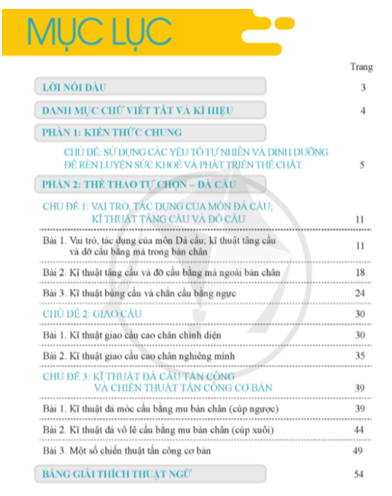 MỤC LỤC
Trang
LỜI NÓI ĐẦU 3
DANH MỤC CHỮ VIẾT TẮT VÀ KÍ HIỆU 4
PHẦN 1: KIẾN THỨC CHUNG
CHỦ ĐỀ: SỬ DỤNG CÁC YẾU TỐ TỰ NHIÊN VÀ DINH DƯỠNG
ĐỂ RÈN LUYỆN SỨC KHOẺ VÀ PHÁT TRIỂN THỂ CHẤT 5
PHẦN 2: THỂ THAO TỰ CHỌN – ĐÁ CẦU
CHỦ ĐỀ 1: VAI TRÒ, TÁC DỤNG CỦA MÔN ĐÁ CẦU;
KĨ THUẬT TÂNG CẦU VÀ ĐỠ CẦU 11
Bài 1. Vai trò, tác dụng của môn Đá cầu; kĩ thuật tâng cầu
và đỡ cầu bằng má trong bàn chân 11
Bài 2. Kĩ thuật tâng cầu và đỡ cầu bằng má ngoài bàn chân 18
Bài 3. Kĩ thuật búng cầu và chắn cầu bằng ngực 24
CHỦ ĐỀ 2: GIAO CẦU 30
Bài 1. Kĩ thuật giao cầu cao chân chính diện 30
Bài 2. Kĩ thuật giao cầu cao chân nghiêng mình 35
CHỦ ĐỀ 3: KĨ THUẬT ĐÁ CẦU TẤN CÔNG
VÀ CHIẾN THUẬT TẤN CÔNG CƠ BẢN 39
Bài 1. Kĩ thuật đá móc cầu bằng mu bàn chân (cúp ngược) 39
Bài 2. Kĩ thuật đá vô lê cầu bằng mu bàn chân (cúp xuôi) 44
Bài 3. Một số chiến thuật tấn công cơ bản 49
BẢNG GIẢI THÍCH THUẬT NGỮ 54